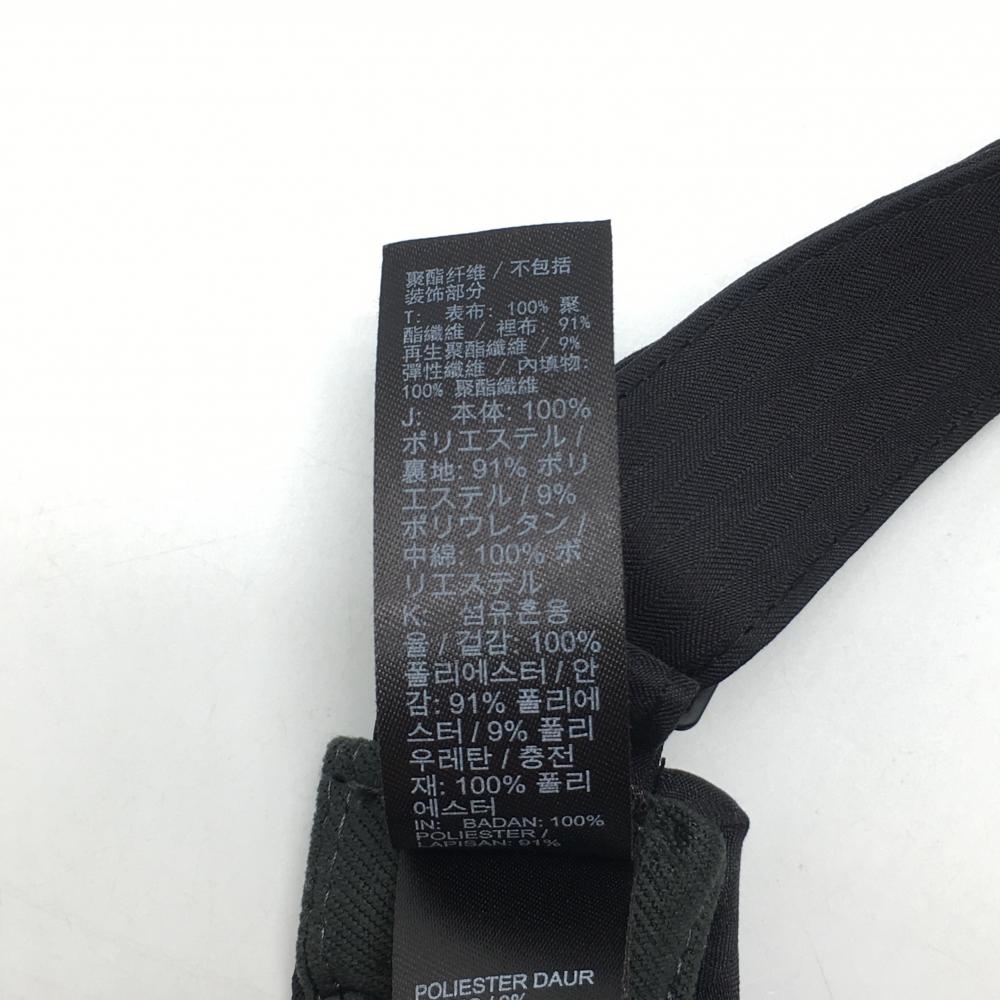 聚酯纤维 / 不包括
装饰部分
T: 表布: 100% 聚
酯纖維 / 裡布: 91%
再生聚酯纖維 / 9%
彈性纖維 / 內填物:
100% 聚酯纖維
J: 本体: 100%
ポリエステル /
裏地: 91% ポリ
エステル / 9%
ポリウレタン /
中綿: 100% ポ
リエステル
K: 섬유혼용
율 / 겉감 100%
폴리에스터 / 안
감: 91% 폴리에
스터 / 9% 폴리
우레탄 / 충전
재: 100% 폴리
에스터
IN: BADAN: 100%
POLIESTER /
LAPISAN: 91%
POLIESTER DAUR